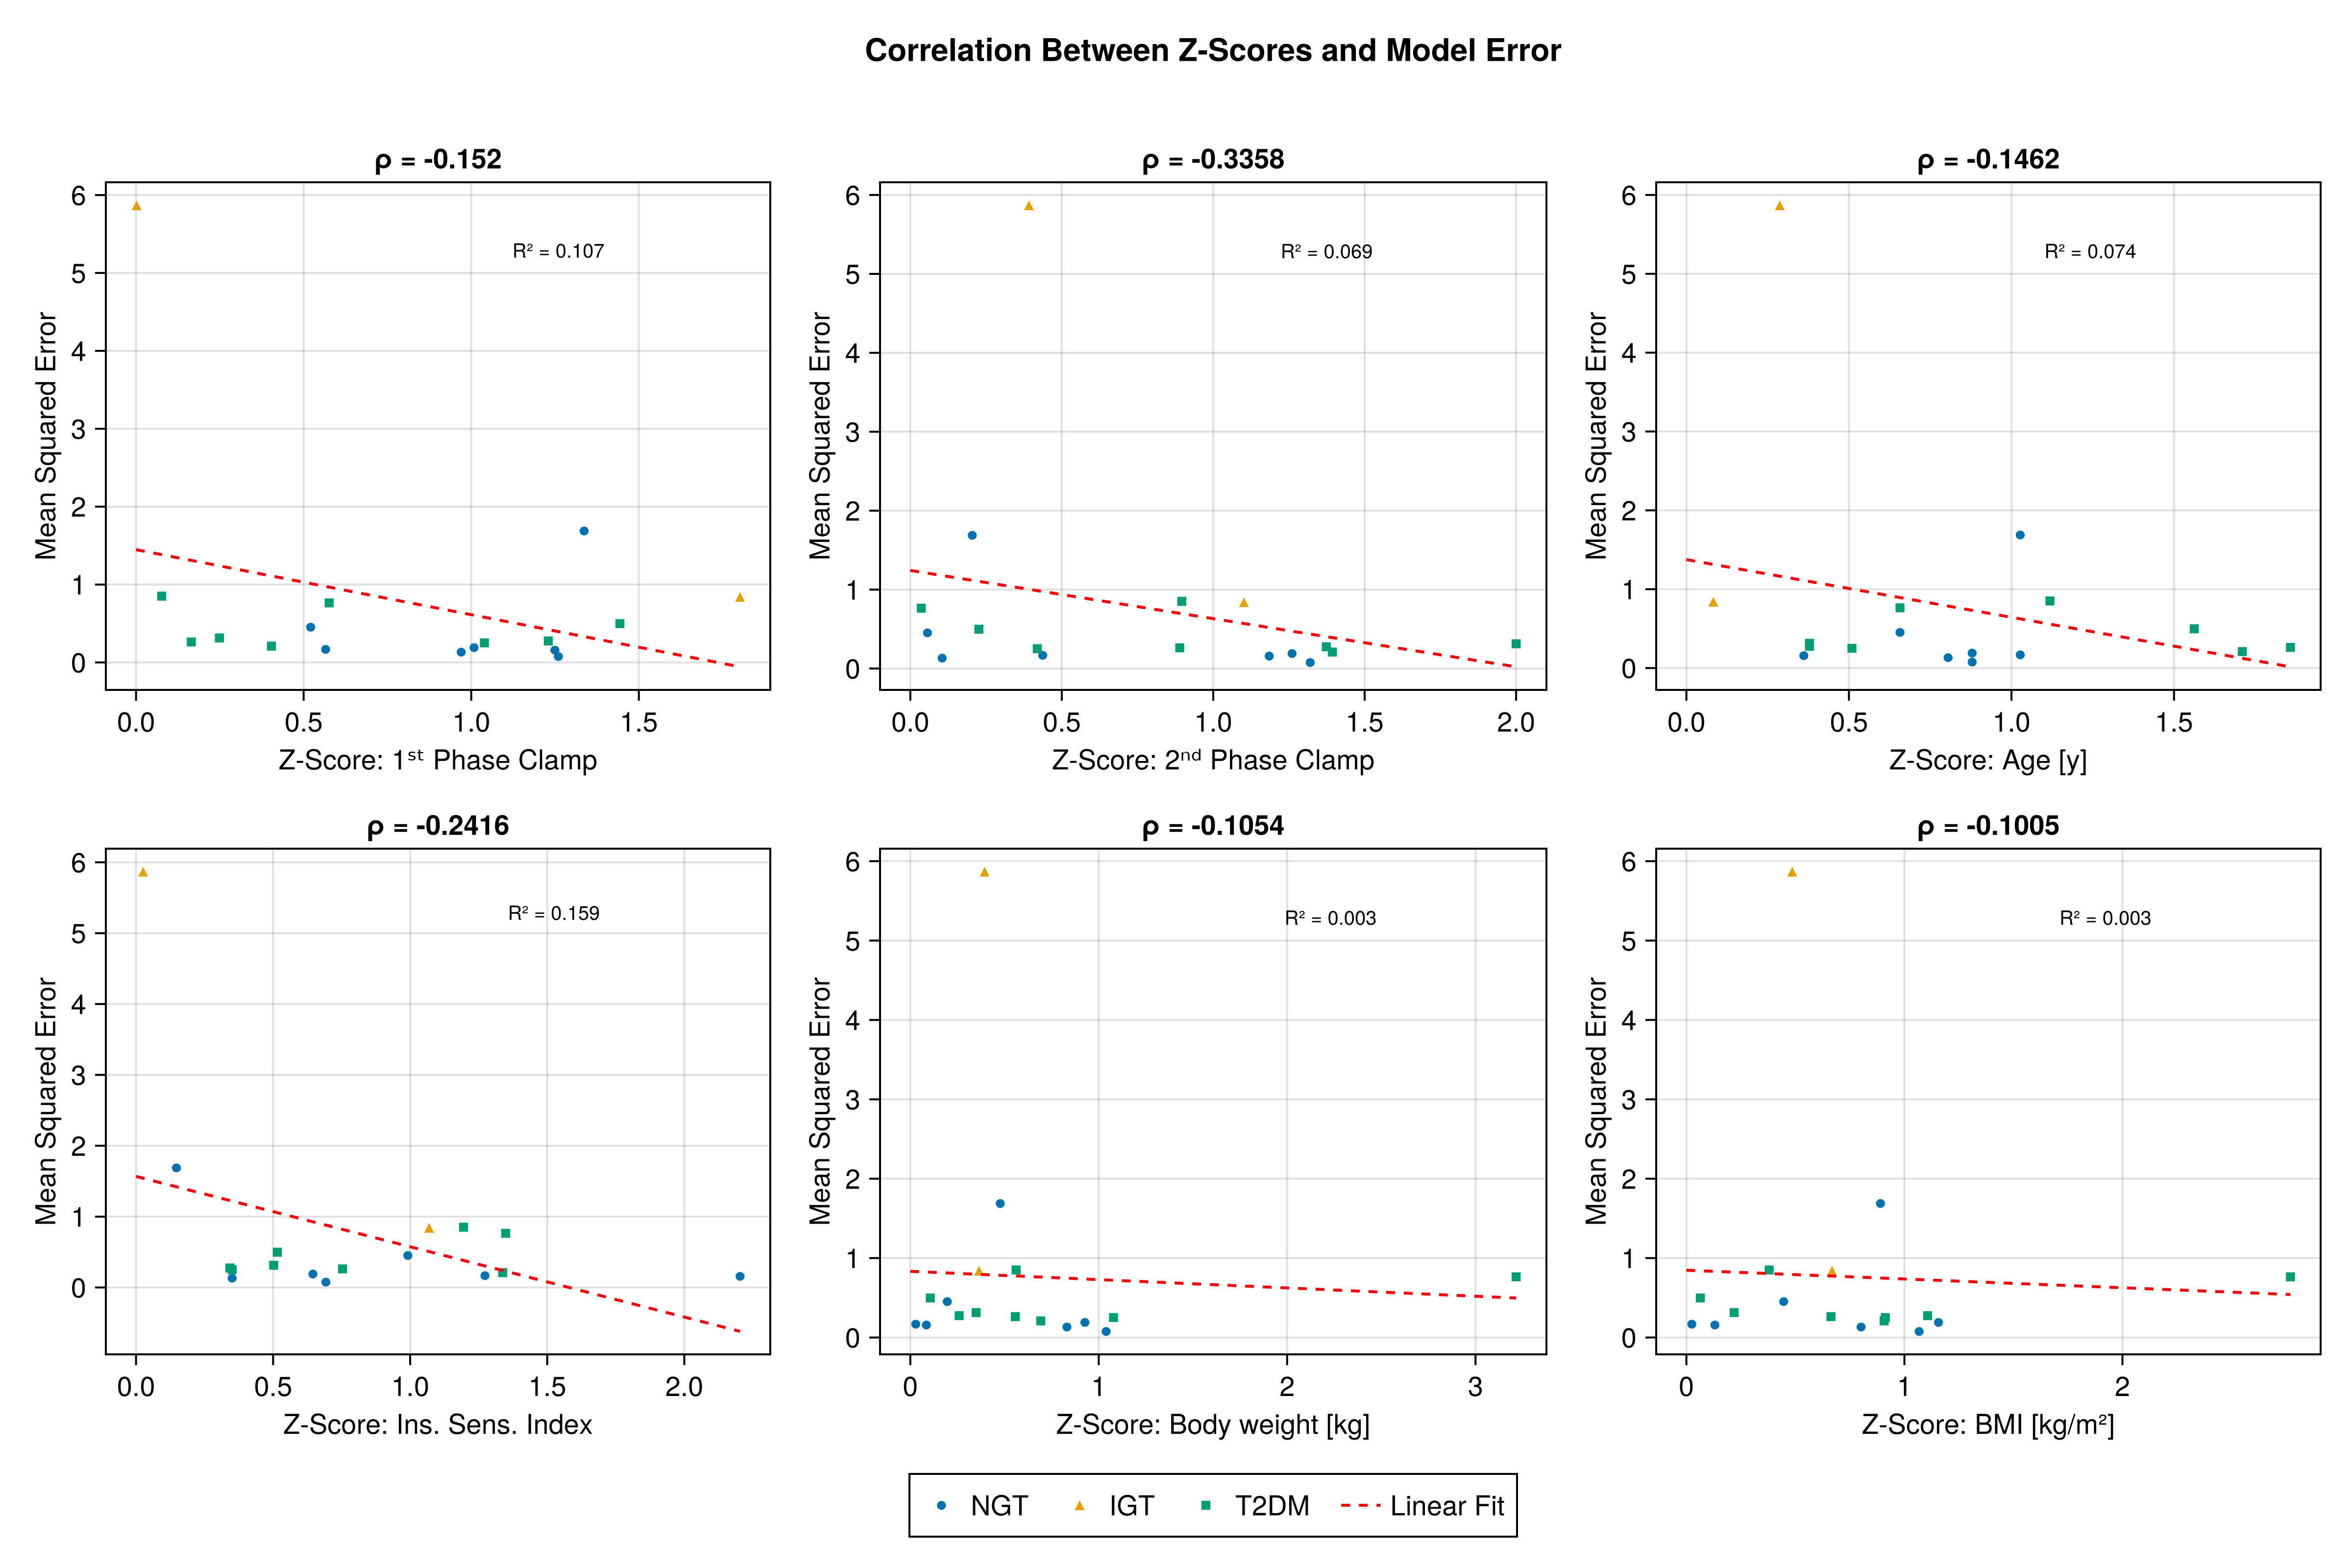 Correlation Between Z-Scores and Model Error
ρ = -0.152
6
5
4
3
2
1
0
Mean Squared Error
R² = 0.107
0.0 0.5 1.0 1.5
Z-Score: 1ˢᵗ Phase Clamp
ρ = -0.3358
6
5
4
3
2
1
0
Mean Squared Error
R² = 0.069
0.0 0.5 1.0 1.5 2.0
Z-Score: 2ⁿᵈ Phase Clamp
ρ = -0.1462
6
5
4
3
2
1
0
Mean Squared Error
R² = 0.074
0.0 0.5 1.0 1.5
Z-Score: Age [y]
ρ = -0.2416
6
5
4
3
2
1
0
Mean Squared Error
R² = 0.159
0.0 0.5 1.0 1.5 2.0
Z-Score: Ins. Sens. Index
ρ = -0.1054
6
5
4
3
2
1
0
Mean Squared Error
R² = 0.003
0 1 2 3
Z-Score: Body weight [kg]
ρ = -0.1005
6
5
4
3
2
1
0
Mean Squared Error
R² = 0.003
0 1 2
Z-Score: BMI [kg/m²]
NGT IGT T2DM Linear Fit